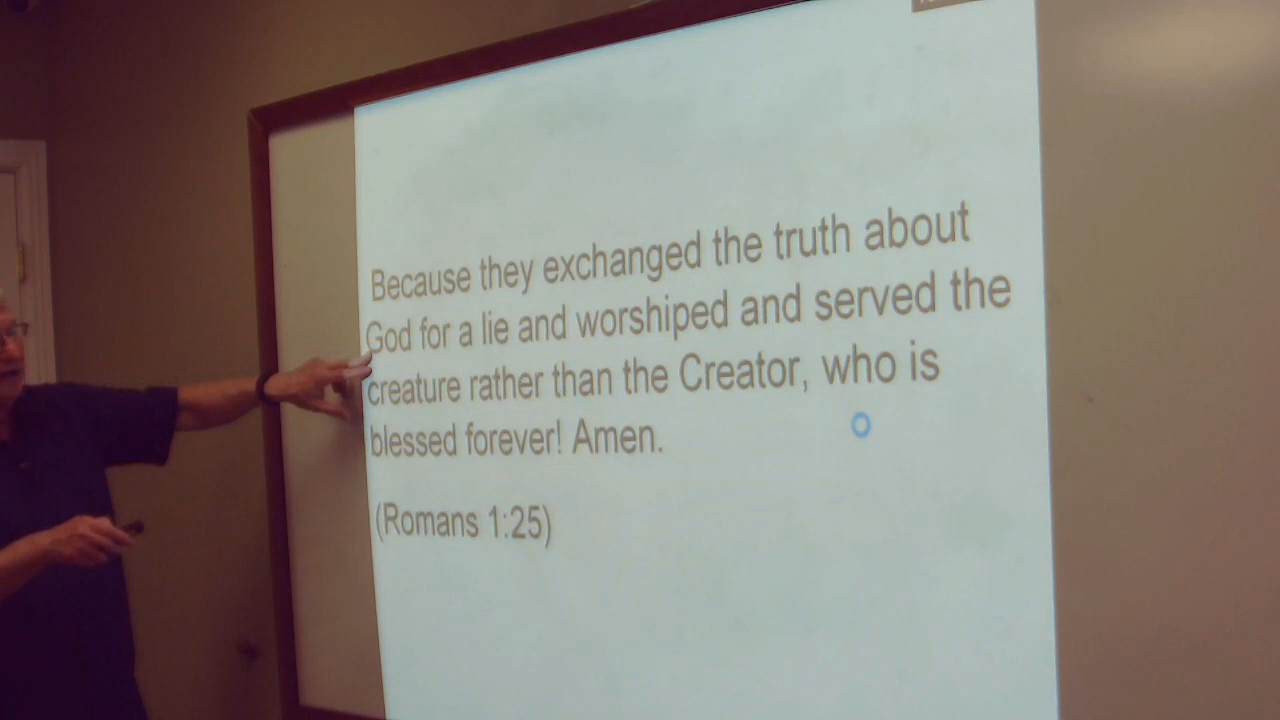 Because they exchanged the truth about
God for a lie and worshiped and served the
creature rather than the Creator, who is
blessed forever! Amen.
(Romans 1:25)